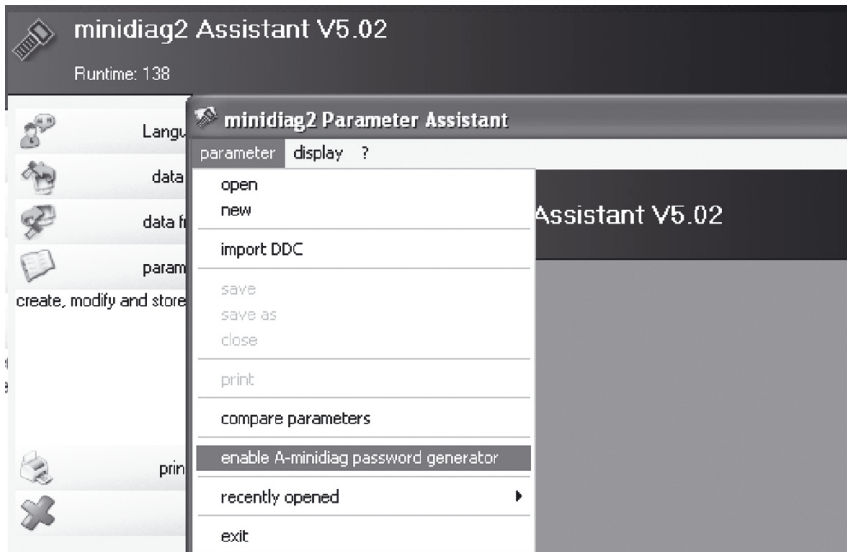 minidiag2 Assistant V5.02
Runtime: 138
minidiag2 Parameter Assistant
parameter display ?
open
new
import DDC
save
save as
close
print
compare parameters
enable A-minidiag password generator
recently opened
exit
Assistant V5.02
Langu
data
data f
param
create, modify and store
prin